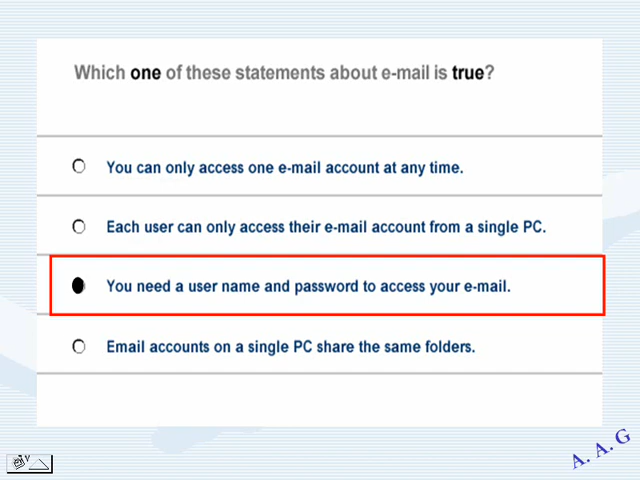 Which one of these statements about e-mail is true?
You can only access one e-mail account at any time.
Each user can only access their e-mail account from a single PC.
You need a user name and password to access your e-mail.
Email accounts on a single PC share the same folders.
A. A. G